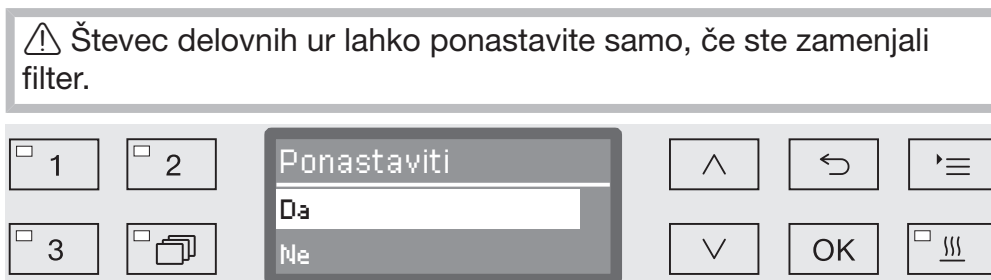 Števec delovnih ur lahko ponastavite samo, če ste zamenjali
filter.
1
2
Ponastaviti
Da
3
Ne
OK